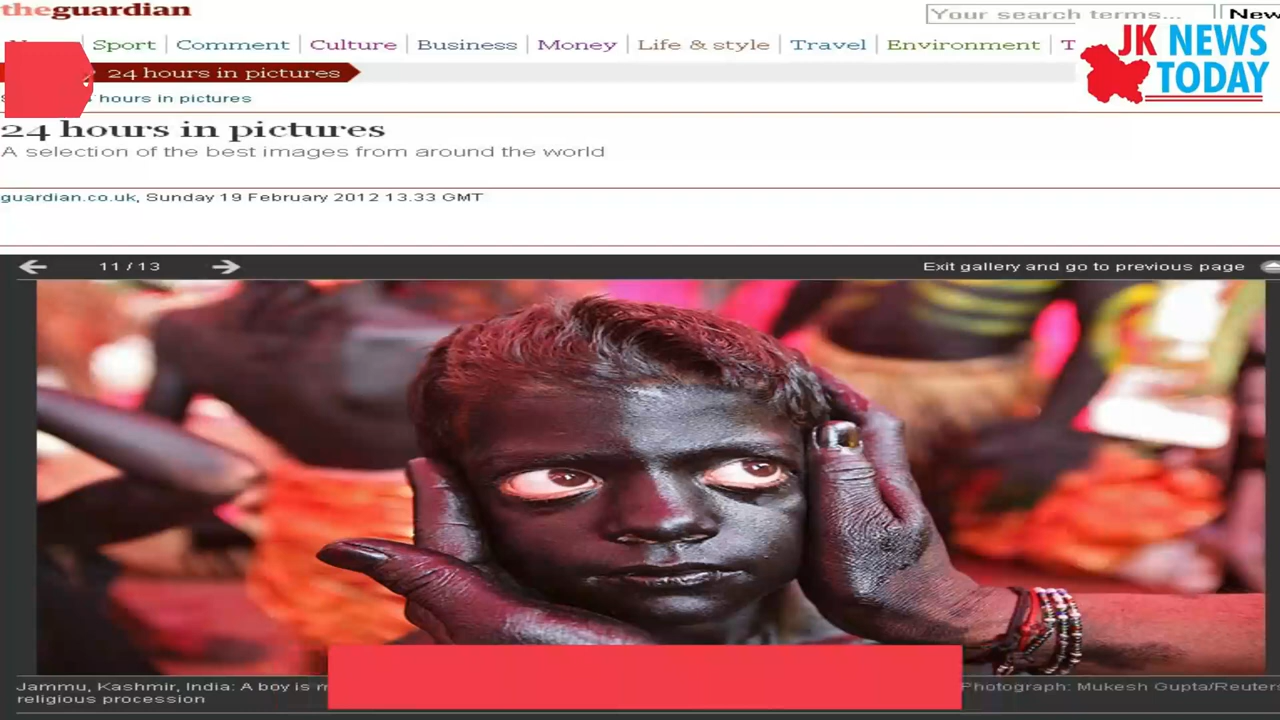 theguardian
Your search terms...
New
Sport Comment Culture Business Money Life & style Travel Environment T
JK NEWS
TODAY
24 hours in pictures
hours in pictures
24 hours in pictures
A selection of the best images from around the world
guardian.co.uk, Sunday 19 February 2012 13.33 GMT
11 / 13
Exit gallery and go to previous page
Jammu, Kashmir, India: A boy is
Photograph: Mukesh Gupta/Reuters
religious procession